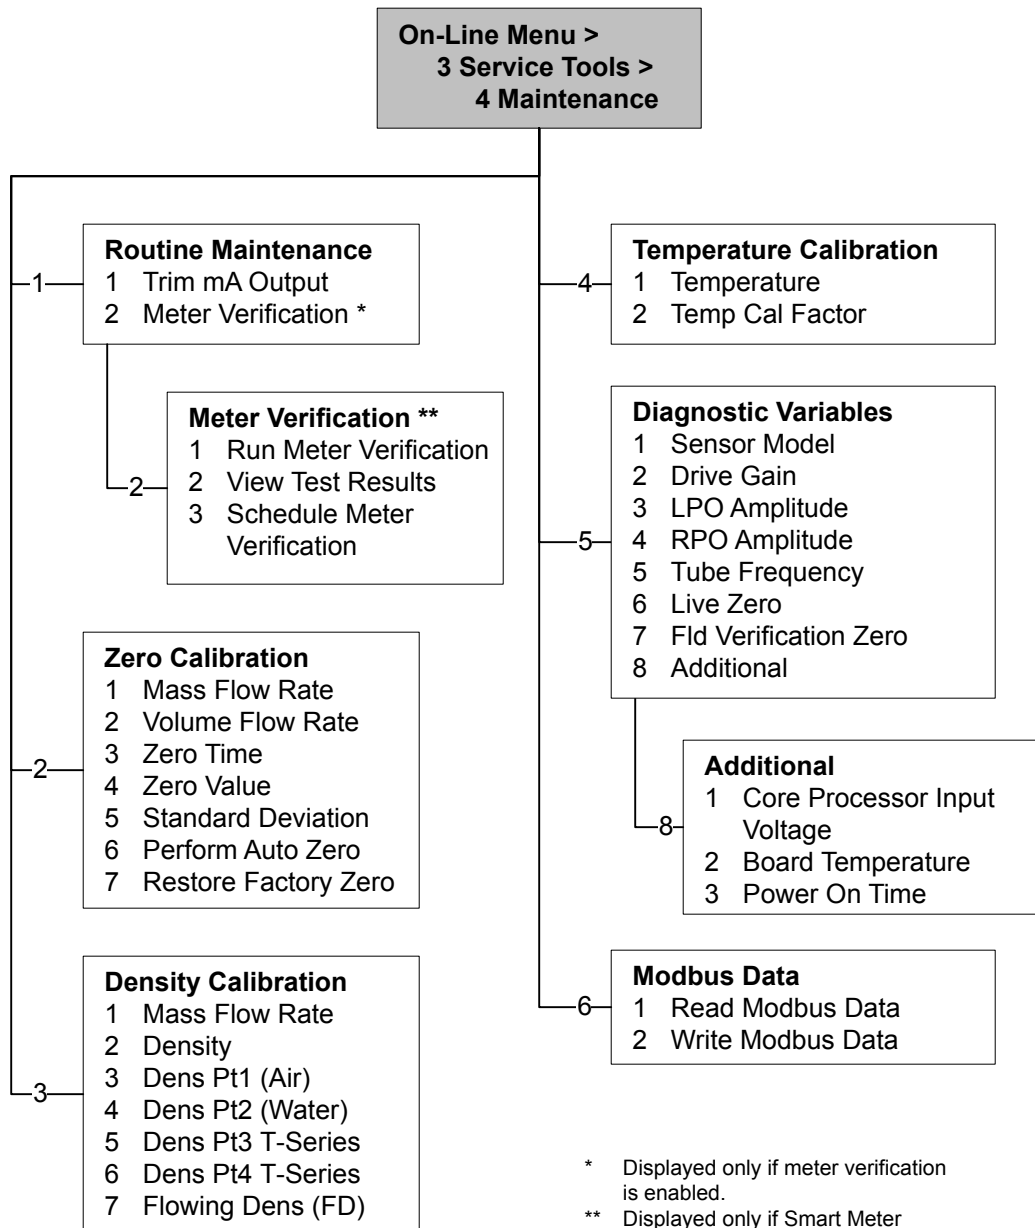 On-Line Menu >
3 Service Tools >
4 Maintenance
1
Routine Maintenance
1 Trim mA Output
2 Meter Verification *
2
Meter Verification **
1 Run Meter Verification
2 View Test Results
3 Schedule Meter
Verification
2
Zero Calibration
1 Mass Flow Rate
2 Volume Flow Rate
3 Zero Time
4 Zero Value
5 Standard Deviation
6 Perform Auto Zero
7 Restore Factory Zero
3
Density Calibration
1 Mass Flow Rate
2 Density
3 Dens Pt1 (Air)
4 Dens Pt2 (Water)
5 Dens Pt3 T-Series
6 Dens Pt4 T-Series
7 Flowing Dens (FD)
4
Temperature Calibration
1 Temperature
2 Temp Cal Factor
5
Diagnostic Variables
1 Sensor Model
2 Drive Gain
3 LPO Amplitude
4 RPO Amplitude
5 Tube Frequency
6 Live Zero
7 Fld Verification Zero
8 Additional
8
Additional
1 Core Processor Input
Voltage
2 Board Temperature
3 Power On Time
6
Modbus Data
1 Read Modbus Data
2 Write Modbus Data
* Displayed only if meter verification
is enabled.
** Displayed only if Smart Meter